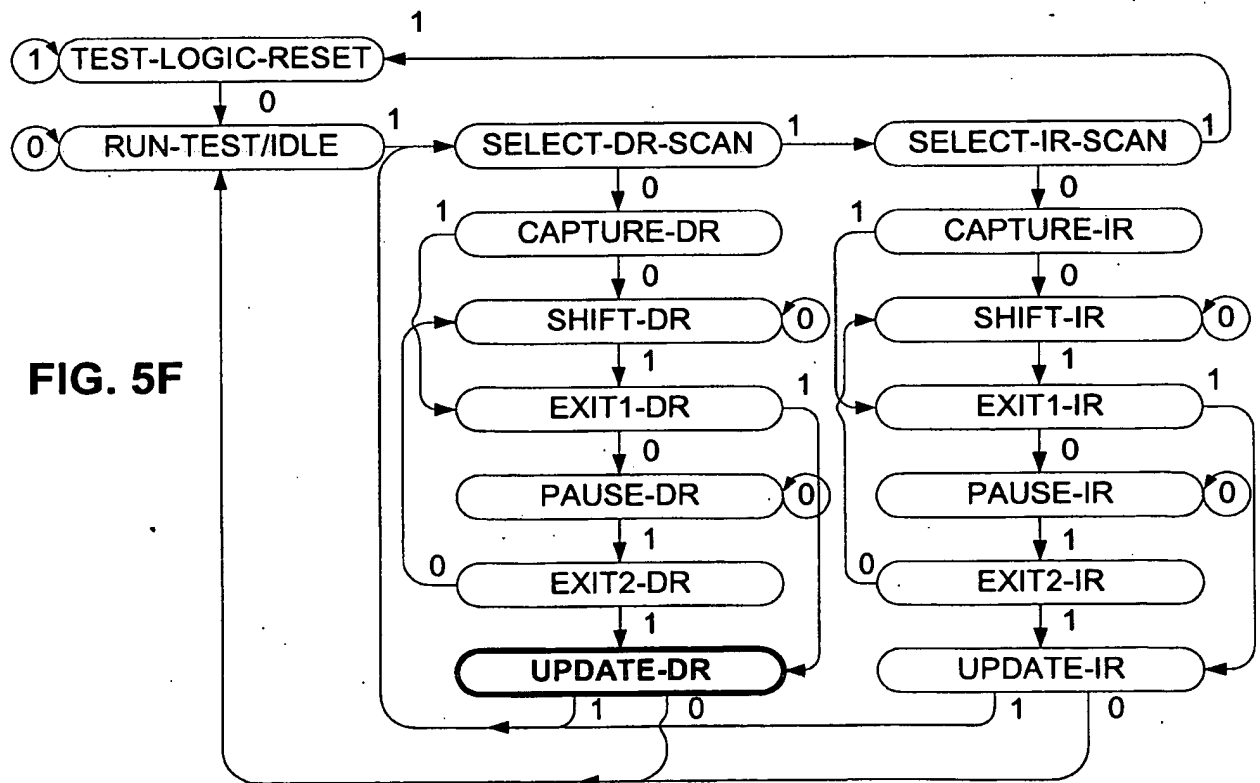 1
1 TEST-LOGIC-RESET
0
0 RUN-TEST/IDLE 1 SELECT-DR-SCAN 1 SELECT-IR-SCAN 1
0 0
1 CAPTURE-DR 1 CAPTURE-IR
0 0
SHIFT-DR 0 SHIFT-IR 0
FIG. 5F
1 1
EXIT1-DR 1 EXIT1-IR 1
0 0
PAUSE-DR 0 PAUSE-IR 0
1 1
0 EXIT2-DR 0 EXIT2-IR
1 1
UPDATE-DR UPDATE-IR
1 0 1 0